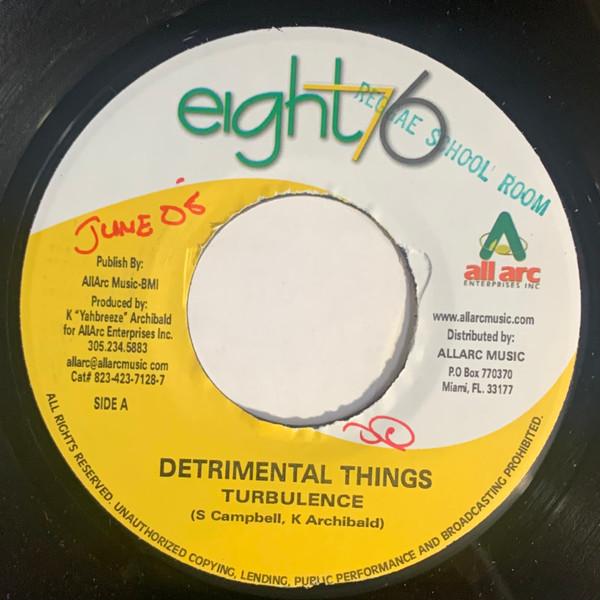 eight76
REGGAE SCHOOL ROOM
JUNE 08
Publish By:
AllArc Music-BMI
Produced by:
K "Yahbreeze" Archibald
for AllArc Enterprises Inc.
305.234.5883
allarc@allarcmusic.com
Cat# 823-423-7128-7
SIDE A
all arc
ENTERPRISES INC
www.allarcmusic.com
Distributed by:
ALLARC MUSIC
P.O Box 770370
Miami, FL. 33177
DETRIMENTAL THINGS
TURBULENCE
(S Campbell, K Archibald)
ALL RIGHTS RESERVED. UNAUTHORIZED COPYING, LENDING, PUBLIC PERFORMANCE AND BROADCASTING PROHIBITED.